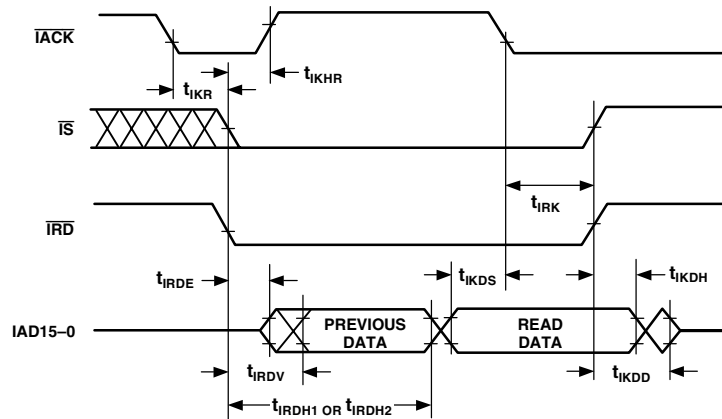 IACK
tIKHR
tIKR
IS
tIRK
IRD
tIRDE
tIKDS
tIKDH
IAD15–0
PREVIOUS
DATA
READ
DATA
tIRDV
tIKDD
tIRDH1 OR tIRDH2